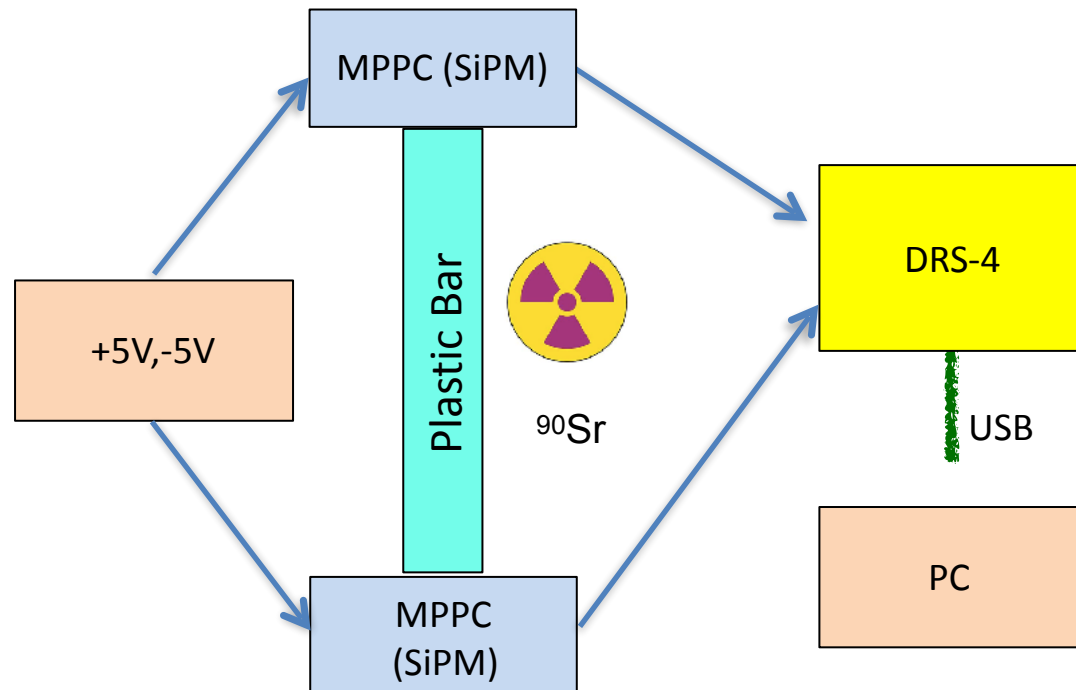 MPPC (SiPM)
DRS-4
+5V,-5V
Plastic Bar
⁹⁰Sr
USB
PC
MPPC
(SiPM)